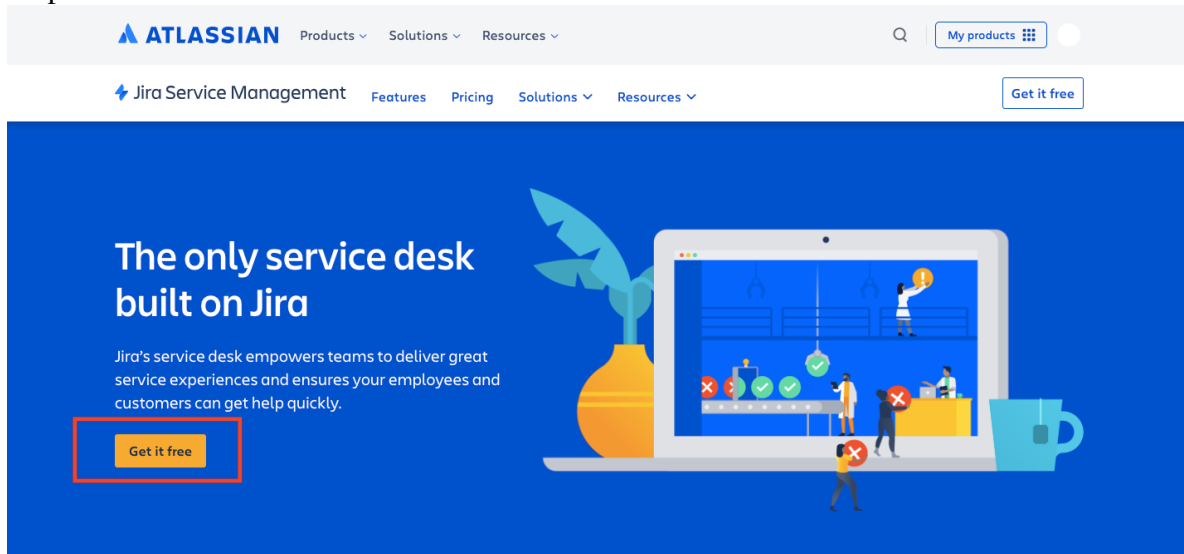 ATLASSIAN Products Solutions Resources My products
Jira Service Management Features Pricing Solutions Resources Get it free
The only service desk
built on Jira
Jira's service desk empowers teams to deliver great
service experiences and ensures your employees and
customers can get help quickly.
Get it free